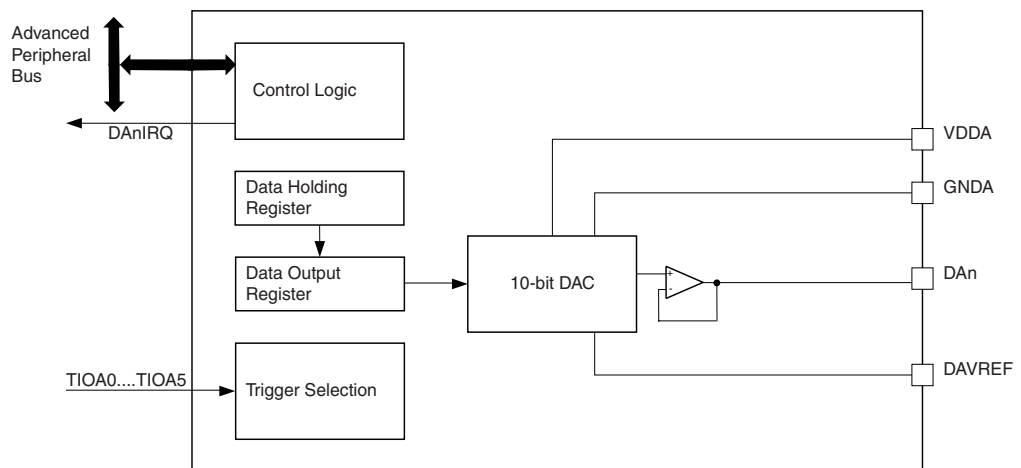 Advanced
Peripheral
Bus
Control Logic
DAnIRQ
VDDA
Data Holding
Register
GNDA
Data Output
Register
10-bit DAC
+
-
DAn
TIOA0....TIOA5
Trigger Selection
DAVREF